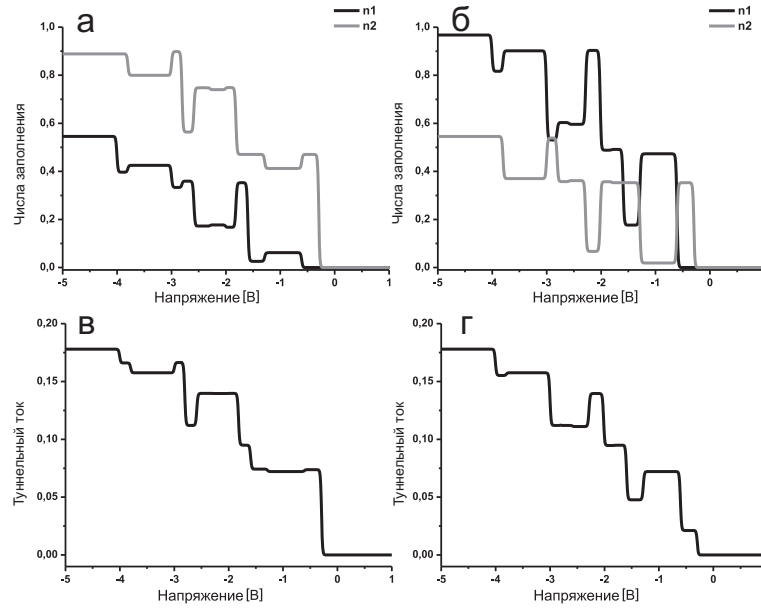 а
n1
n2
1,0
0,8
0,6
0,4
0,2
0,0
Числа заполнения
-5 -4 -3 -2 -1 0 1
Напряжение [В]
б
n1
n2
1,0
0,8
0,6
0,4
0,2
0,0
Числа заполнения
-5 -4 -3 -2 -1 0
Напряжение [В]
в
0,20
0,15
0,10
0,05
0,00
Туннельный ток
-5 -4 -3 -2 -1 0 1
Напряжение [В]
г
0,20
0,15
0,10
0,05
0,00
Туннельный ток
-5 -4 -3 -2 -1 0
Напряжение [В]